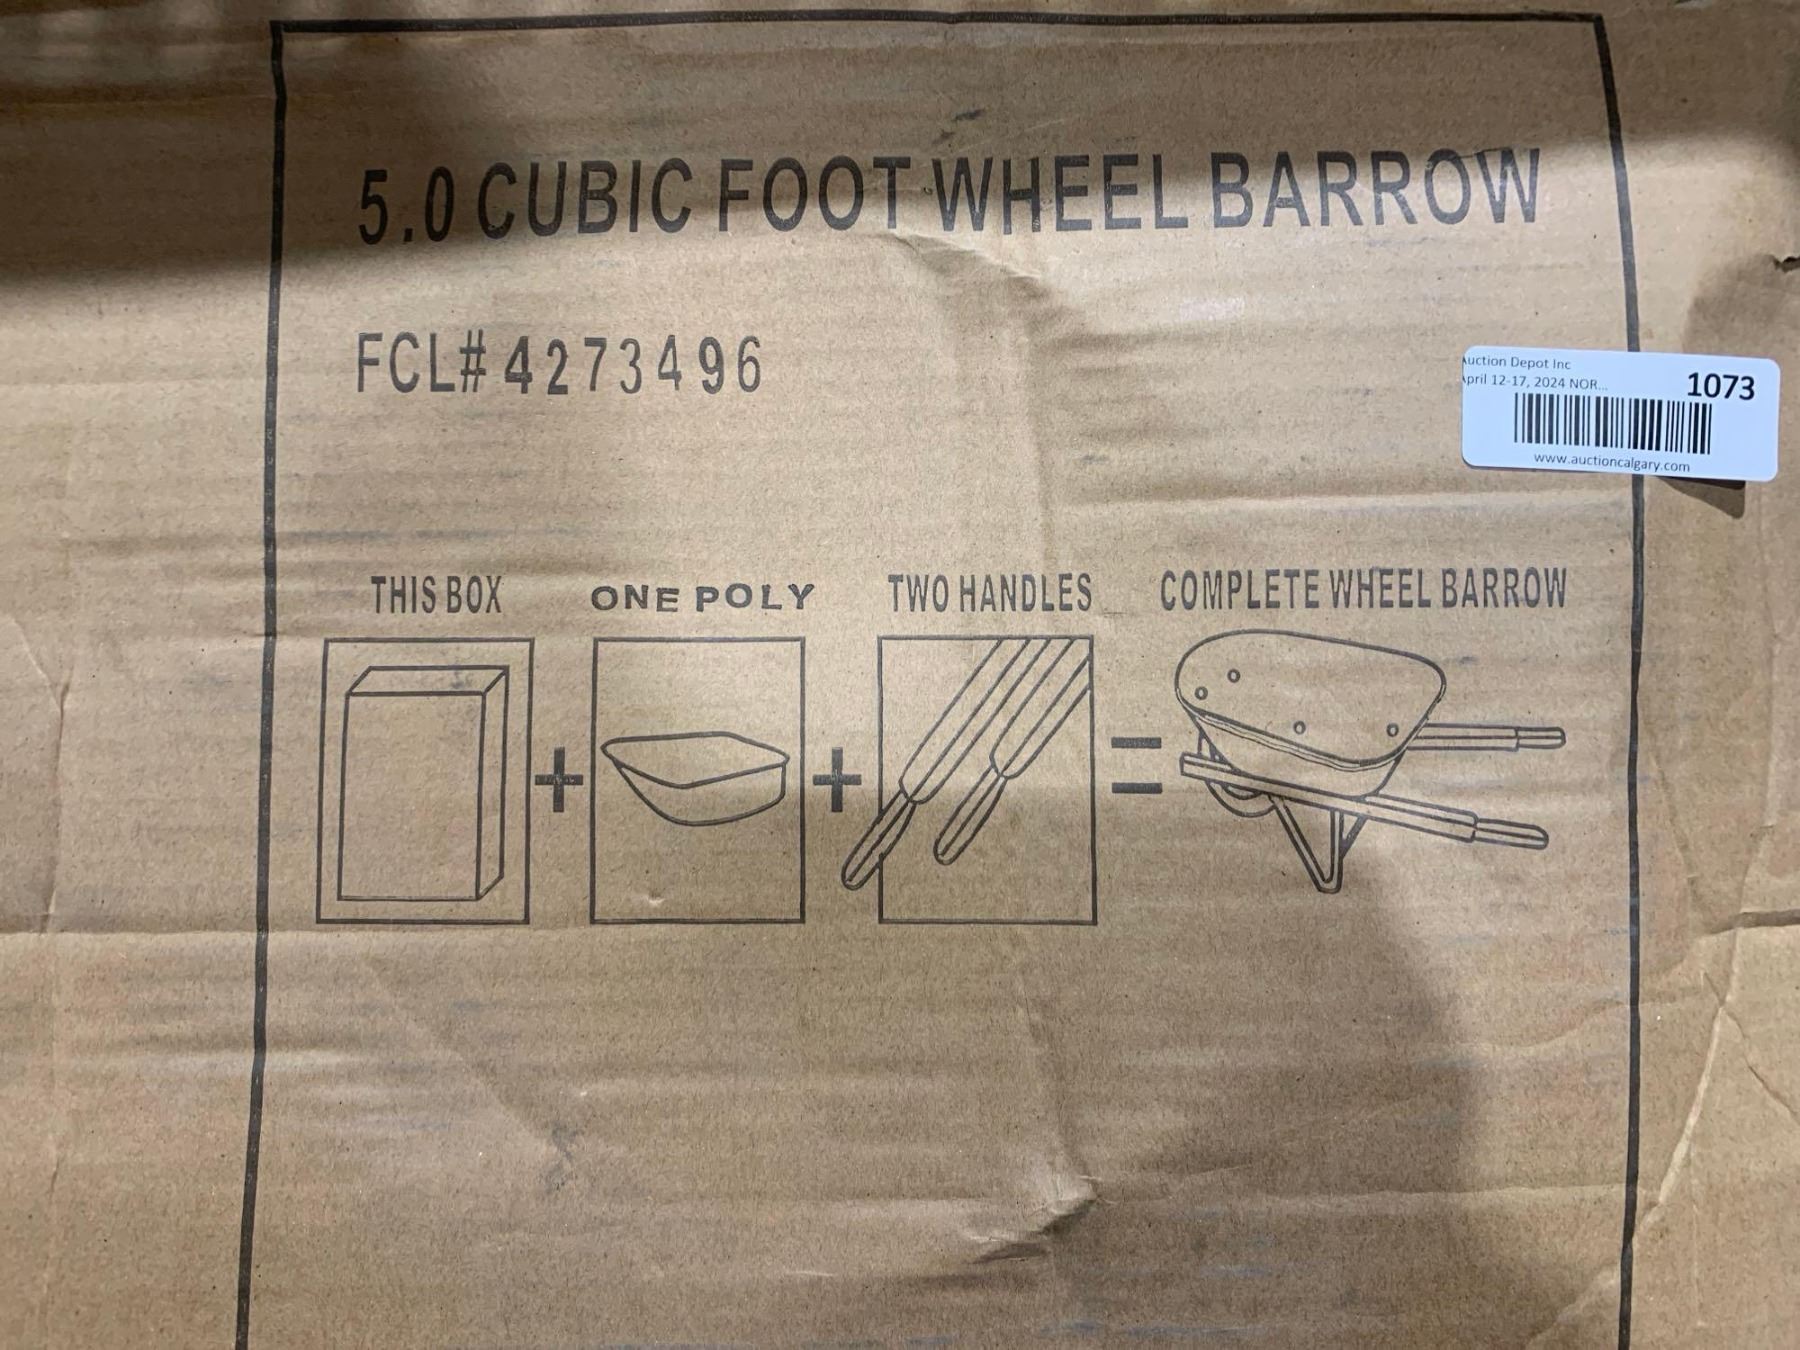 5.0 CUBIC FOOT WHEEL BARROW
FCL# 4273496
Auction Depot Inc
April 12-17, 2024 NOR...
1073
www.auctioncalgary.com
THIS BOX
ONE POLY
TWO HANDLES
COMPLETE WHEEL BARROW
+
+
=